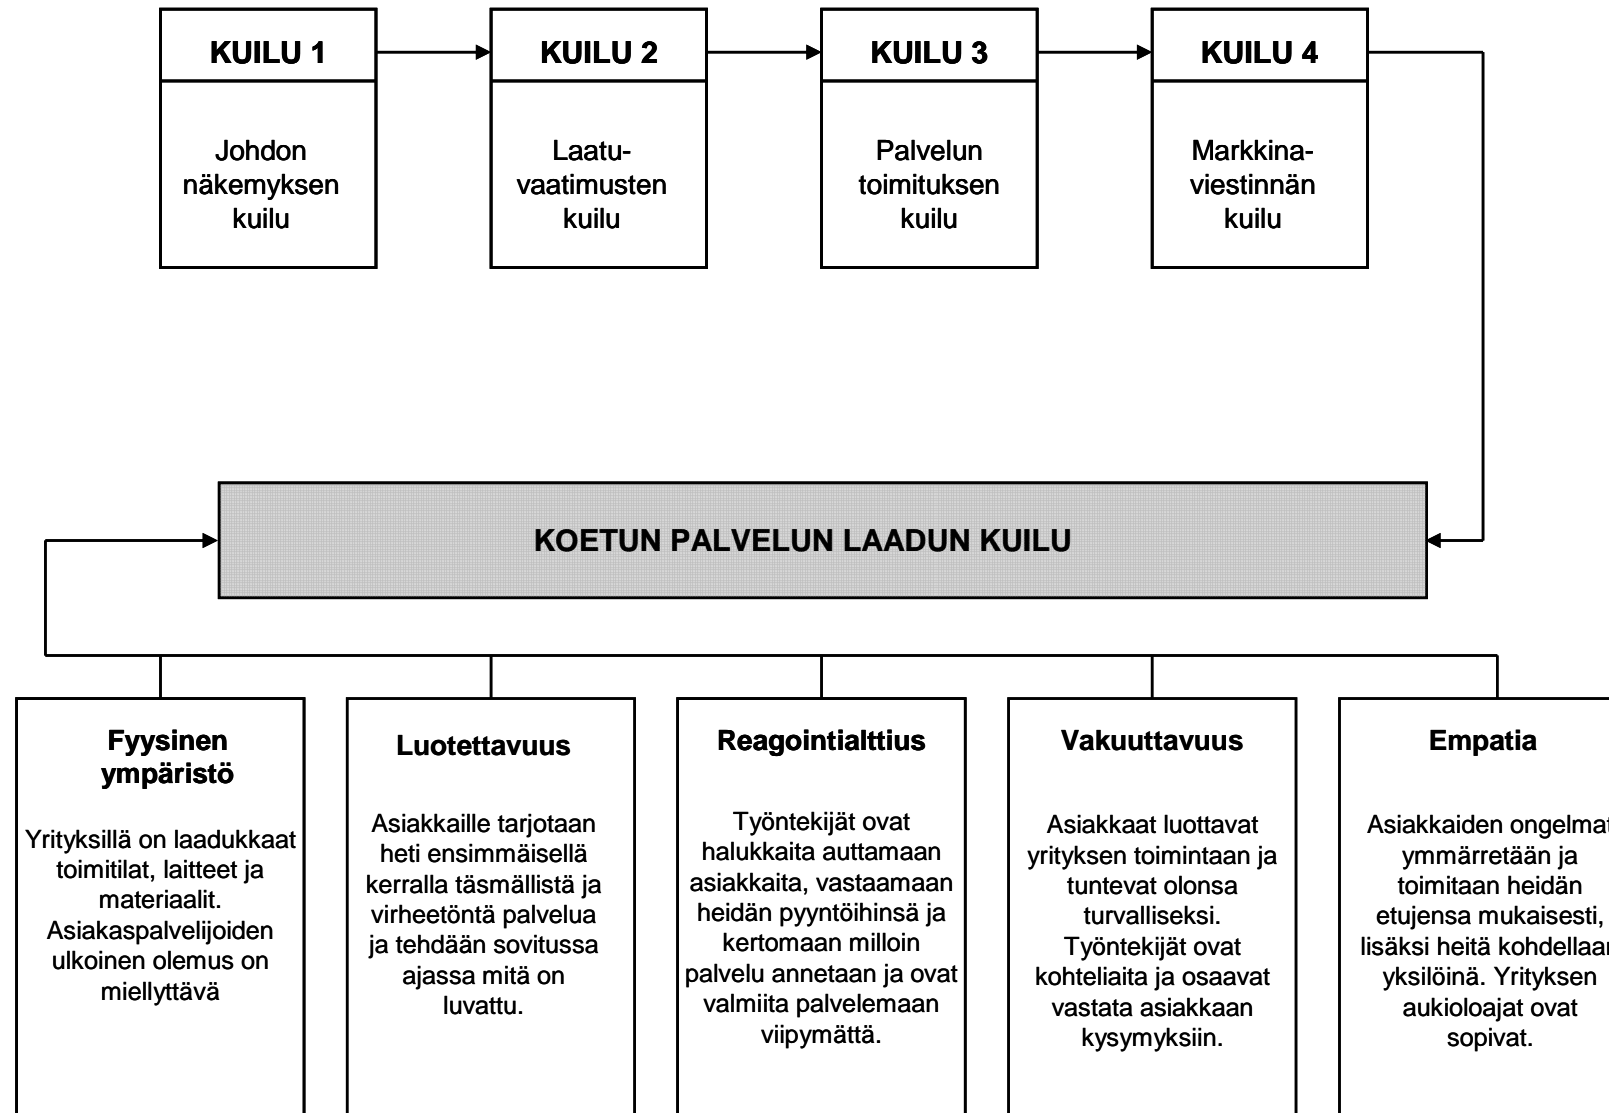 KUILU 1
Johdon
näkemyksen
kuilu
KUILU 2
Laatu-
vaatimusten
kuilu
KUILU 3
Palvelun
toimituksen
kuilu
KUILU 4
Markkina-
viestinnän
kuilu
KOETUN PALVELUN LAADUN KUILU
Fyysinen
ympäristö
Yrityksillä on laadukkaat
toimitilat, laitteet ja
materiaalit.
Asiakaspalvelijoiden
ulkoinen olemus on
miellyttävä
Luotettavuus
Asiakkaille tarjotaan
heti ensimmäisellä
kerralla täsmällistä ja
virheetöntä palvelua
ja tehdään sovitussa
ajassa mitä on
luvattu.
Reagointialttius
Työntekijät ovat
halukkaita auttamaan
asiakkaita, vastaamaan
heidän pyyntöihinsä ja
kertomaan milloin
palvelu annetaan ja ovat
valmiita palvelemaan
viipymättä.
Vakuuttavuus
Asiakkaat luottavat
yrityksen toimintaan ja
tuntevat olonsa
turvalliseksi.
Työntekijät ovat
kohteliaita ja osaavat
vastata asiakkaan
kysymyksiin.
Empatia
Asiakkaiden ongelmat
ymmärretään ja
toimitaan heidän
etujensa mukaisesti,
lisäksi heitä kohdellaan
yksilöinä. Yrityksen
aukioloajat ovat
sopivat.